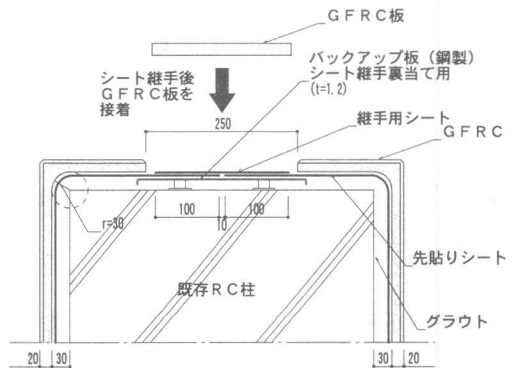 GFRC板
バックアップ板（鋼製）
シート継手裏当て用
(t=1.2)
シート継手後
GFRC板を
接着
継手用シート
250
GFRC
r=30
100
10
100
先貼りシート
既存RC柱
グラウト
20
30
30
20